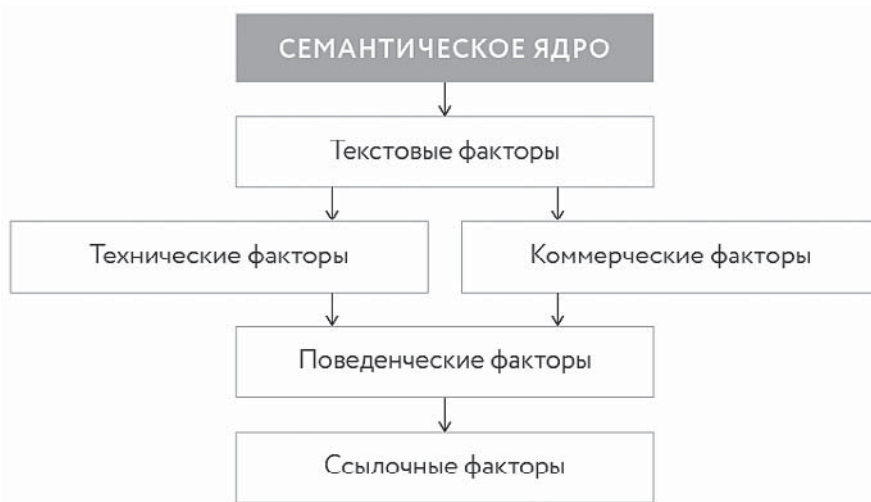 СЕМАНТИЧЕСКОЕ ЯДРО
Текстовые факторы
Технические факторы
Коммерческие факторы
Поведенческие факторы
Ссылочные факторы